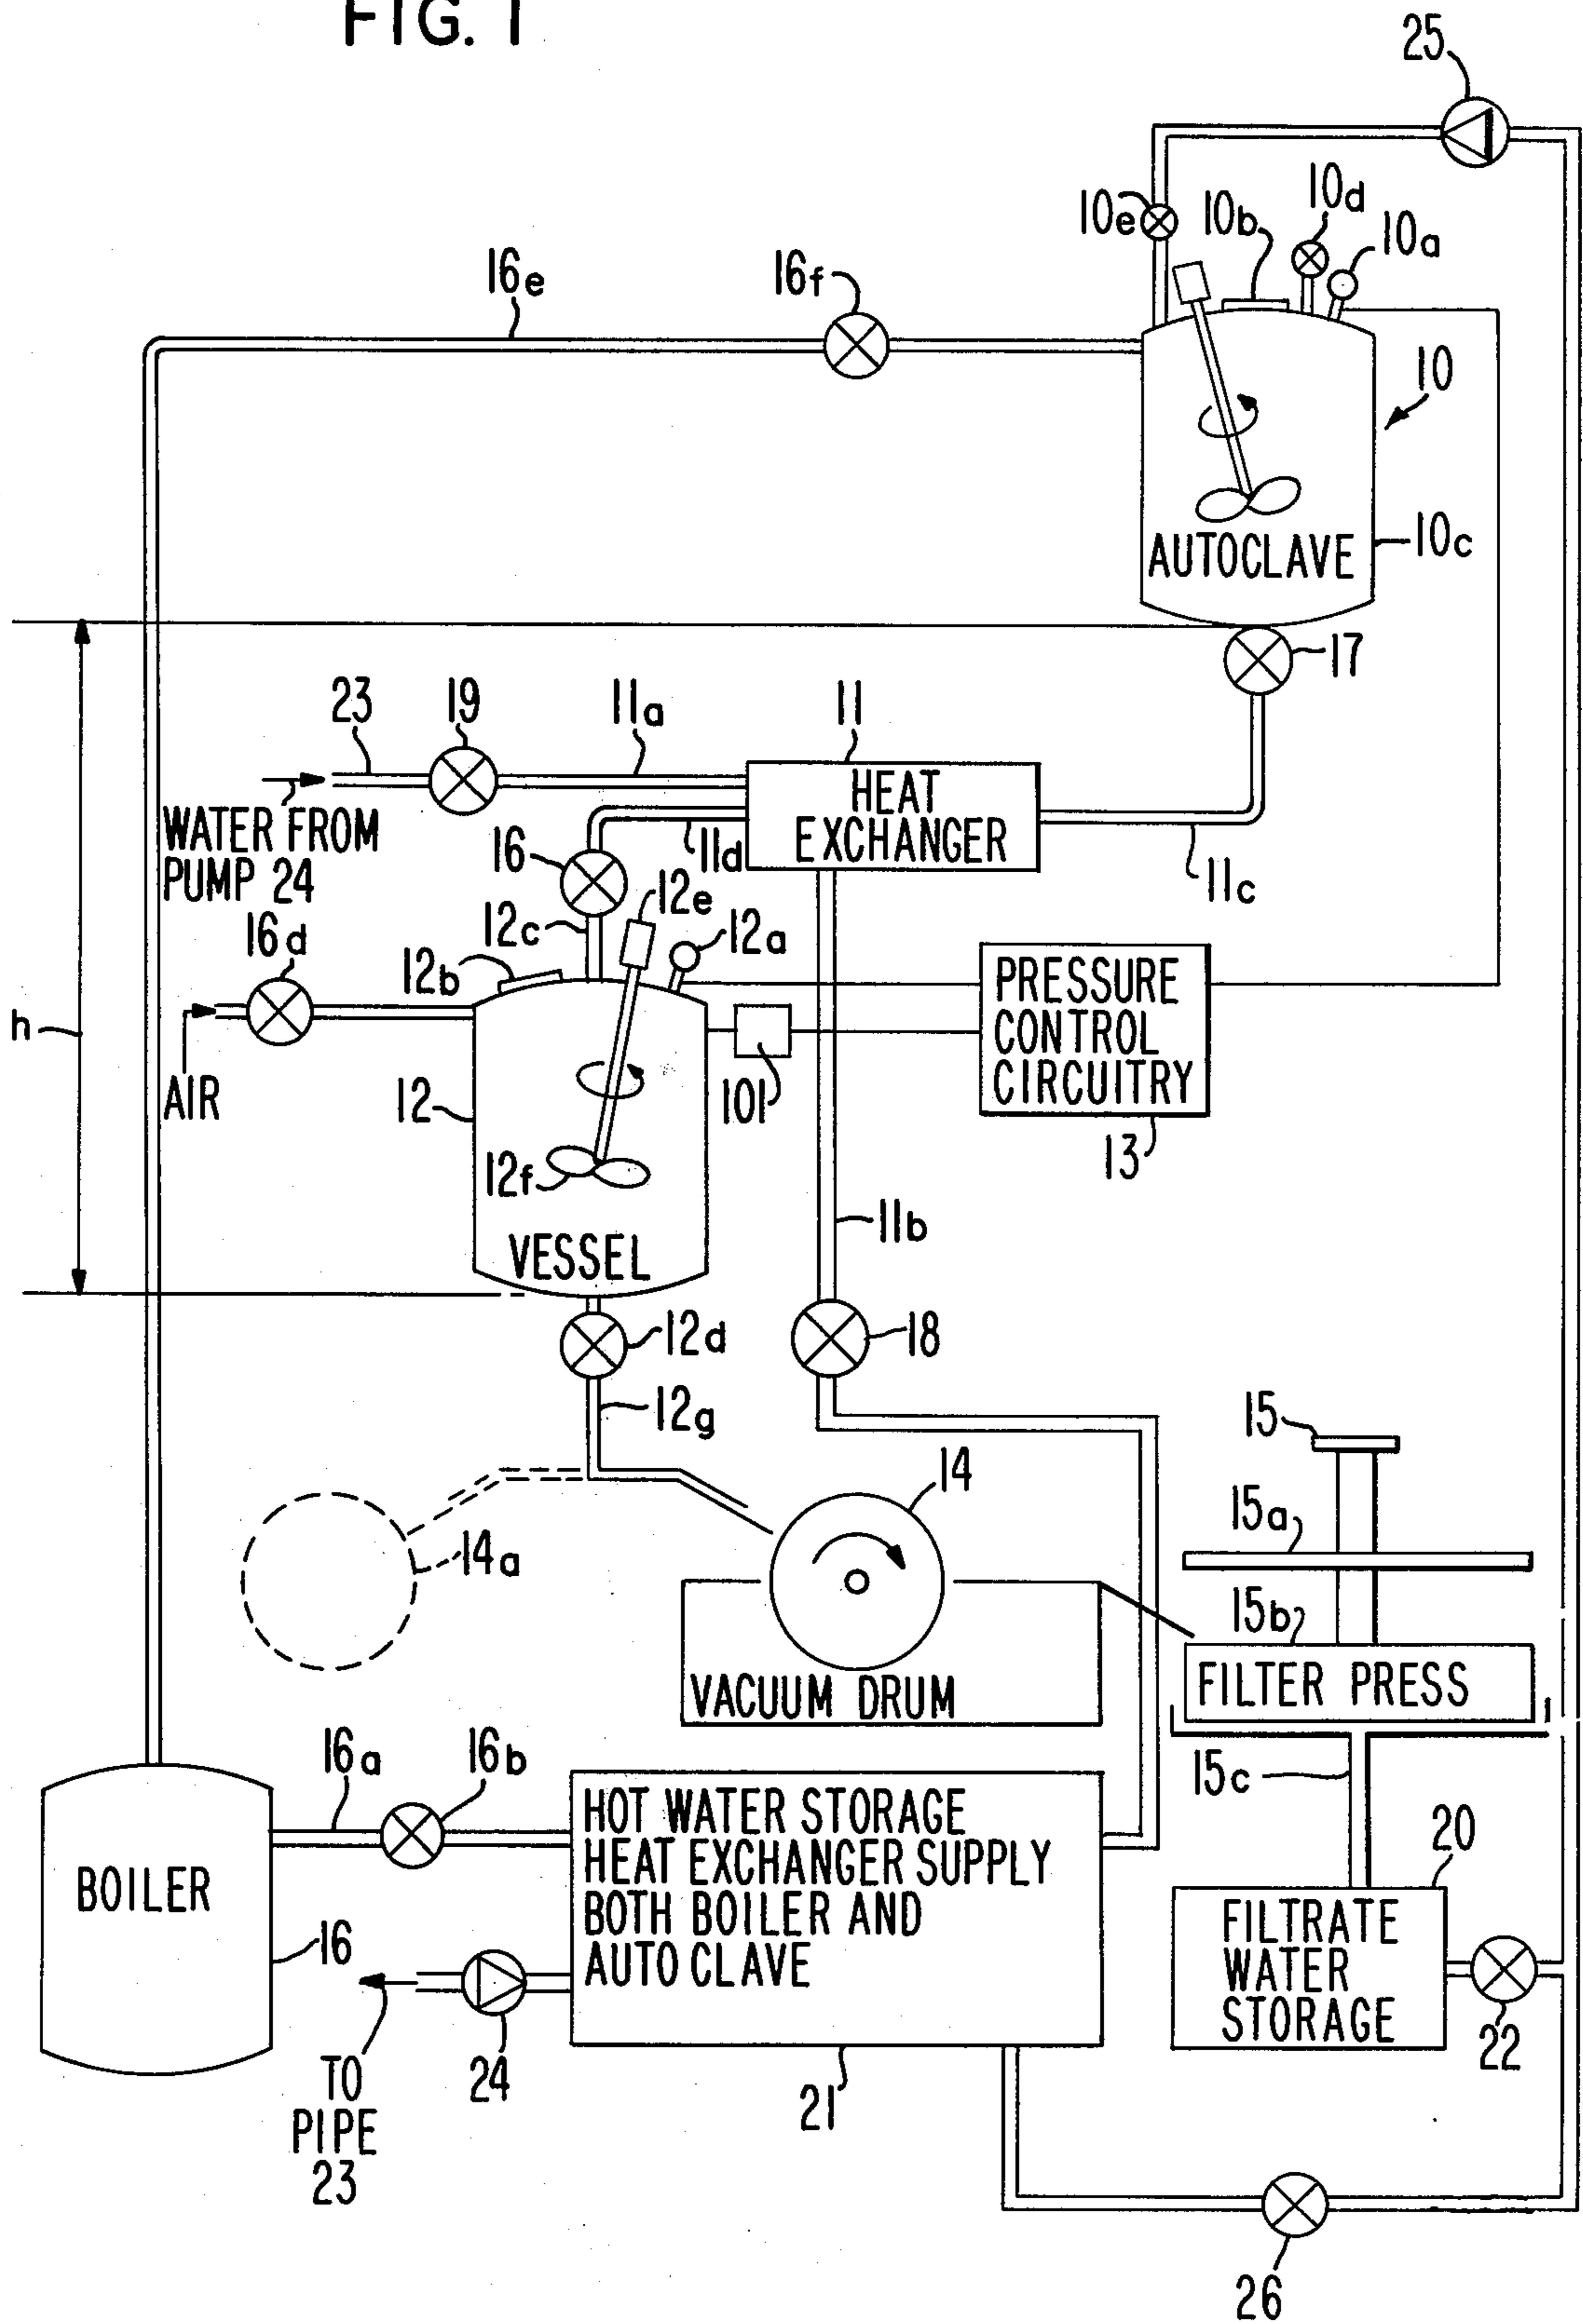 FIG. 1
25
10e
10b
10d
10a
16e
16f
10
AUTOCLAVE
10c
17
23
19
11a
11
HEAT
EXCHANGER
WATER FROM
PUMP 24
16
11d
11c
12e
12c
12a
16d
12b
PRESSURE
CONTROL
CIRCUITRY
h
AIR
12
101
13
12f
11b
VESSEL
12d
18
12g
15
14
15a
14a
15b
FILTER PRESS
VACUUM DRUM
16a
16b
15c
HOT WATER STORAGE
HEAT EXCHANGER SUPPLY
BOTH BOILER AND
AUTO CLAVE
20
BOILER
FILTRATE
WATER
STORAGE
16
22
24
TO
PIPE
23
21
26